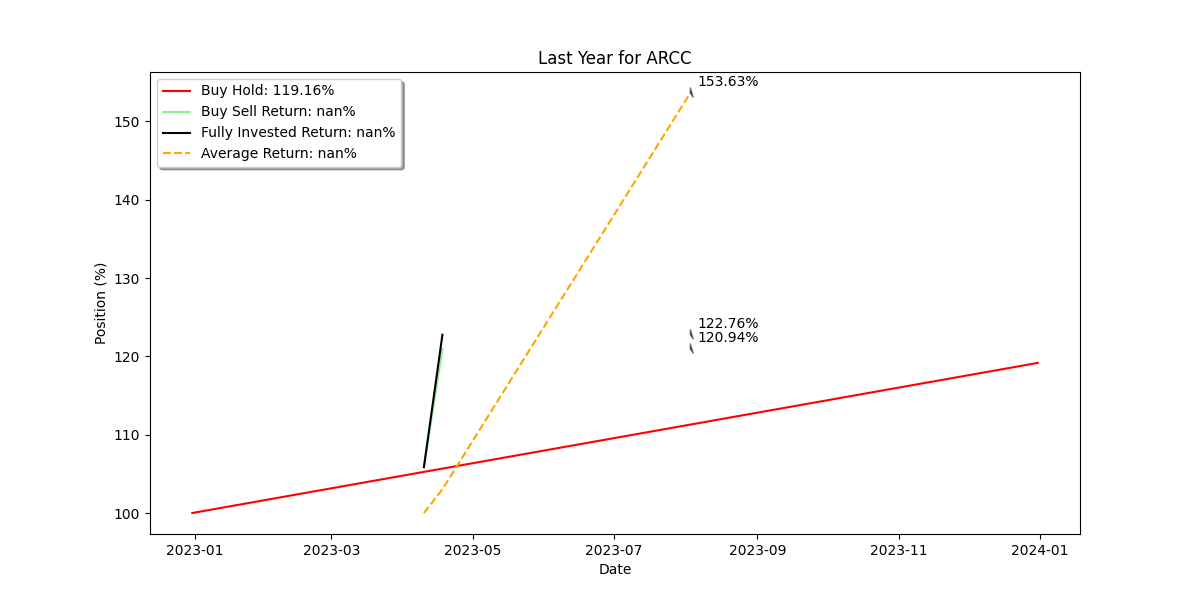 Last Year for ARCC
Buy Hold: 119.16%
Buy Sell Return: nan%
Fully Invested Return: nan%
Average Return: nan%
153.63%
122.76%
120.94%
150
140
130
120
110
100
Position (%)
2023-01
2023-03
2023-05
2023-07
2023-09
2023-11
2024-01
Date